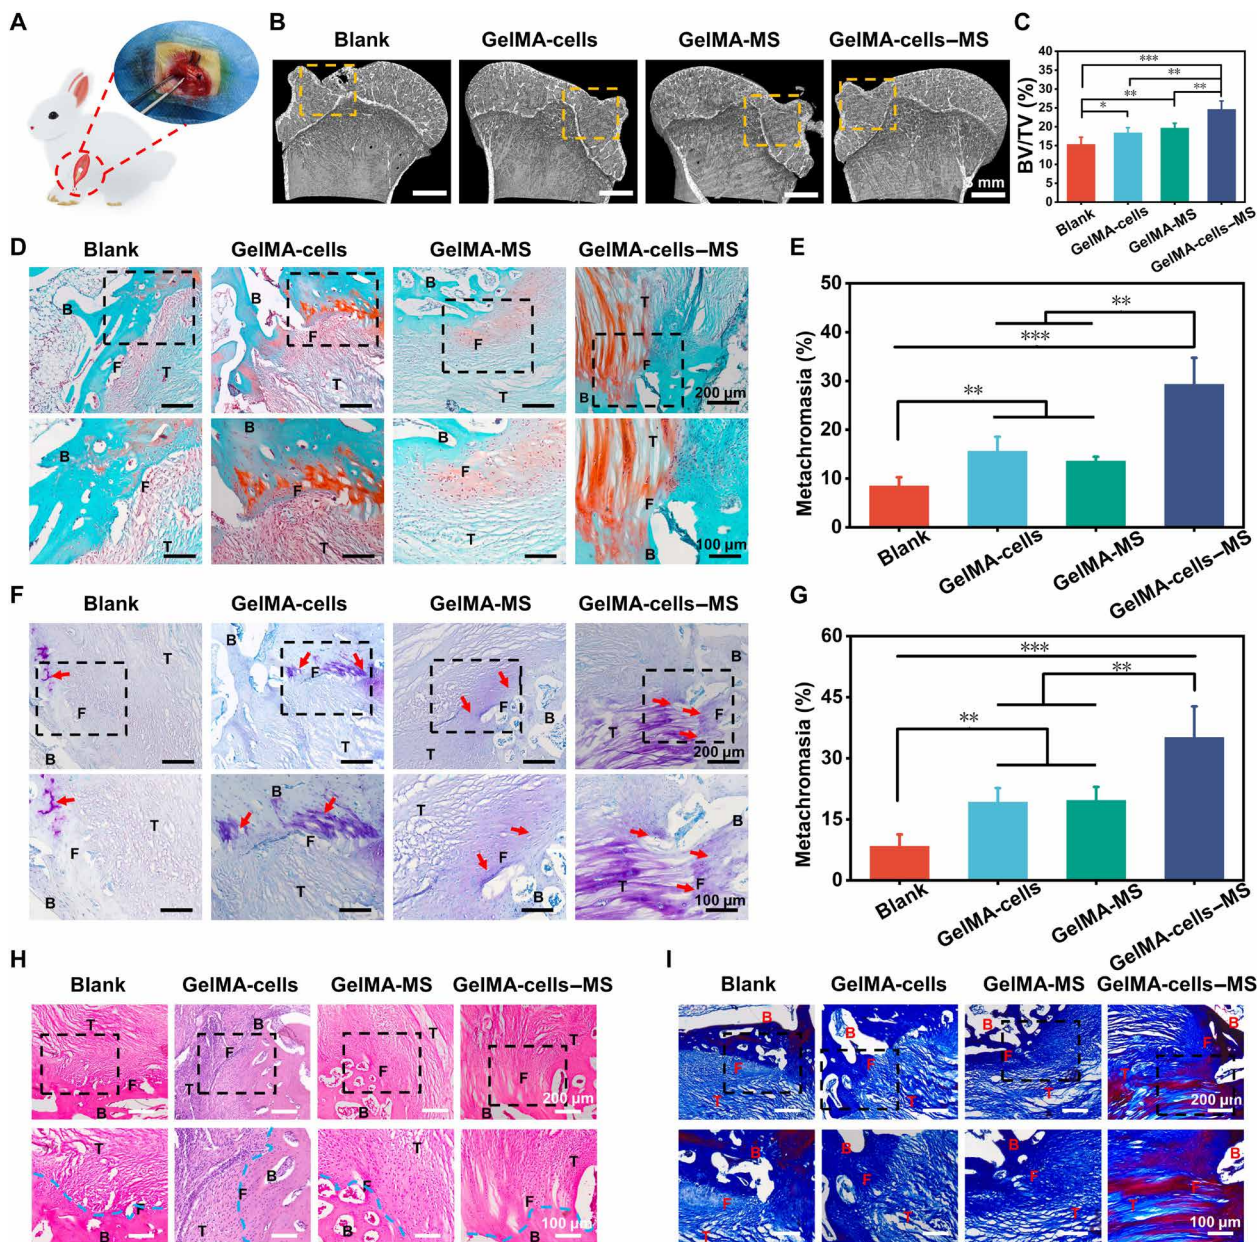 A
B
Blank
GelMA-cells
GelMA-MS
GelMA-cells–MS
mm
C
BV/TV (%)
40
35
30
25
20
15
10
5
0
***
**
**
**
*
Blank
GelMA-cells
GelMA-MS
GelMA-cells–MS
D
Blank
GelMA-cells
GelMA-MS
GelMA-cells–MS
B
F
T
B
F
T
B
F
T
T
F
B
200 µm
B
F
T
B
F
T
B
F
T
T
F
B
100 µm
E
Metachromasia (%)
50
40
30
20
10
0
**
***
**
Blank
GelMA-cells
GelMA-MS
GelMA-cells–MS
F
Blank
GelMA-cells
GelMA-MS
GelMA-cells–MS
T
F
B
B
F
T
F
T
B
B
F
T
200 µm
T
F
B
B
F
T
T
F
B
B
T
F
100 µm
G
Metachromasia (%)
60
45
30
15
0
***
**
**
Blank
GelMA-cells
GelMA-MS
GelMA-cells–MS
H
Blank
GelMA-cells
GelMA-MS
GelMA-cells–MS
T
F
B
B
F
T
T
F
B
T
F
B
200 µm
T
F
B
B
F
T
T
F
B
T
F
B
100 µm
I
Blank
GelMA-cells
GelMA-MS
GelMA-cells–MS
B
F
T
B
F
T
B
F
T
F
T
B
200 µm
B
F
T
B
F
T
B
F
T
B
F
T
100 µm